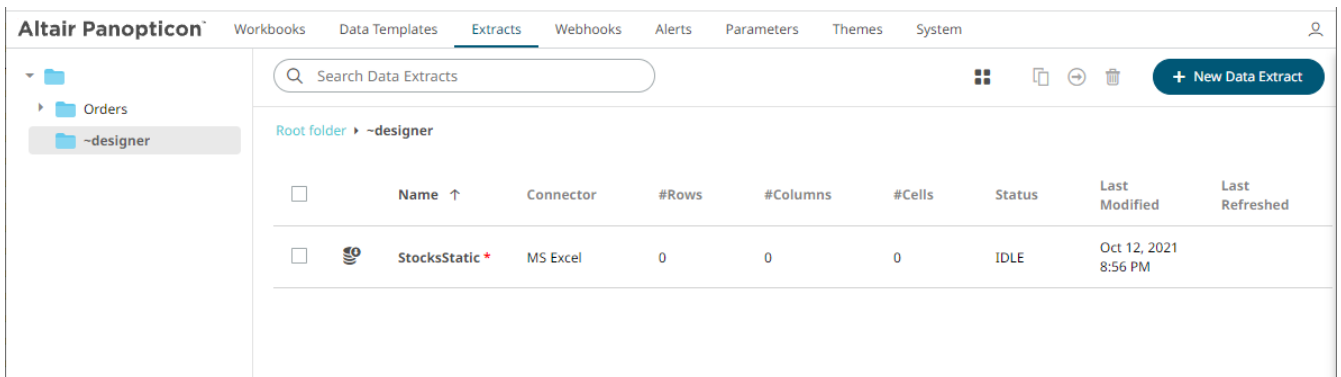 Altair Panopticon™ Workbooks Data Templates Extracts Webhooks Alerts Parameters Themes System
Search Data Extracts + New Data Extract
Orders
~designer
Root folder ~designer
Name ↑ Connector #Rows #Columns #Cells Status Last Modified Last Refreshed
StocksStatic * MS Excel 0 0 0 IDLE Oct 12, 2021 8:56 PM